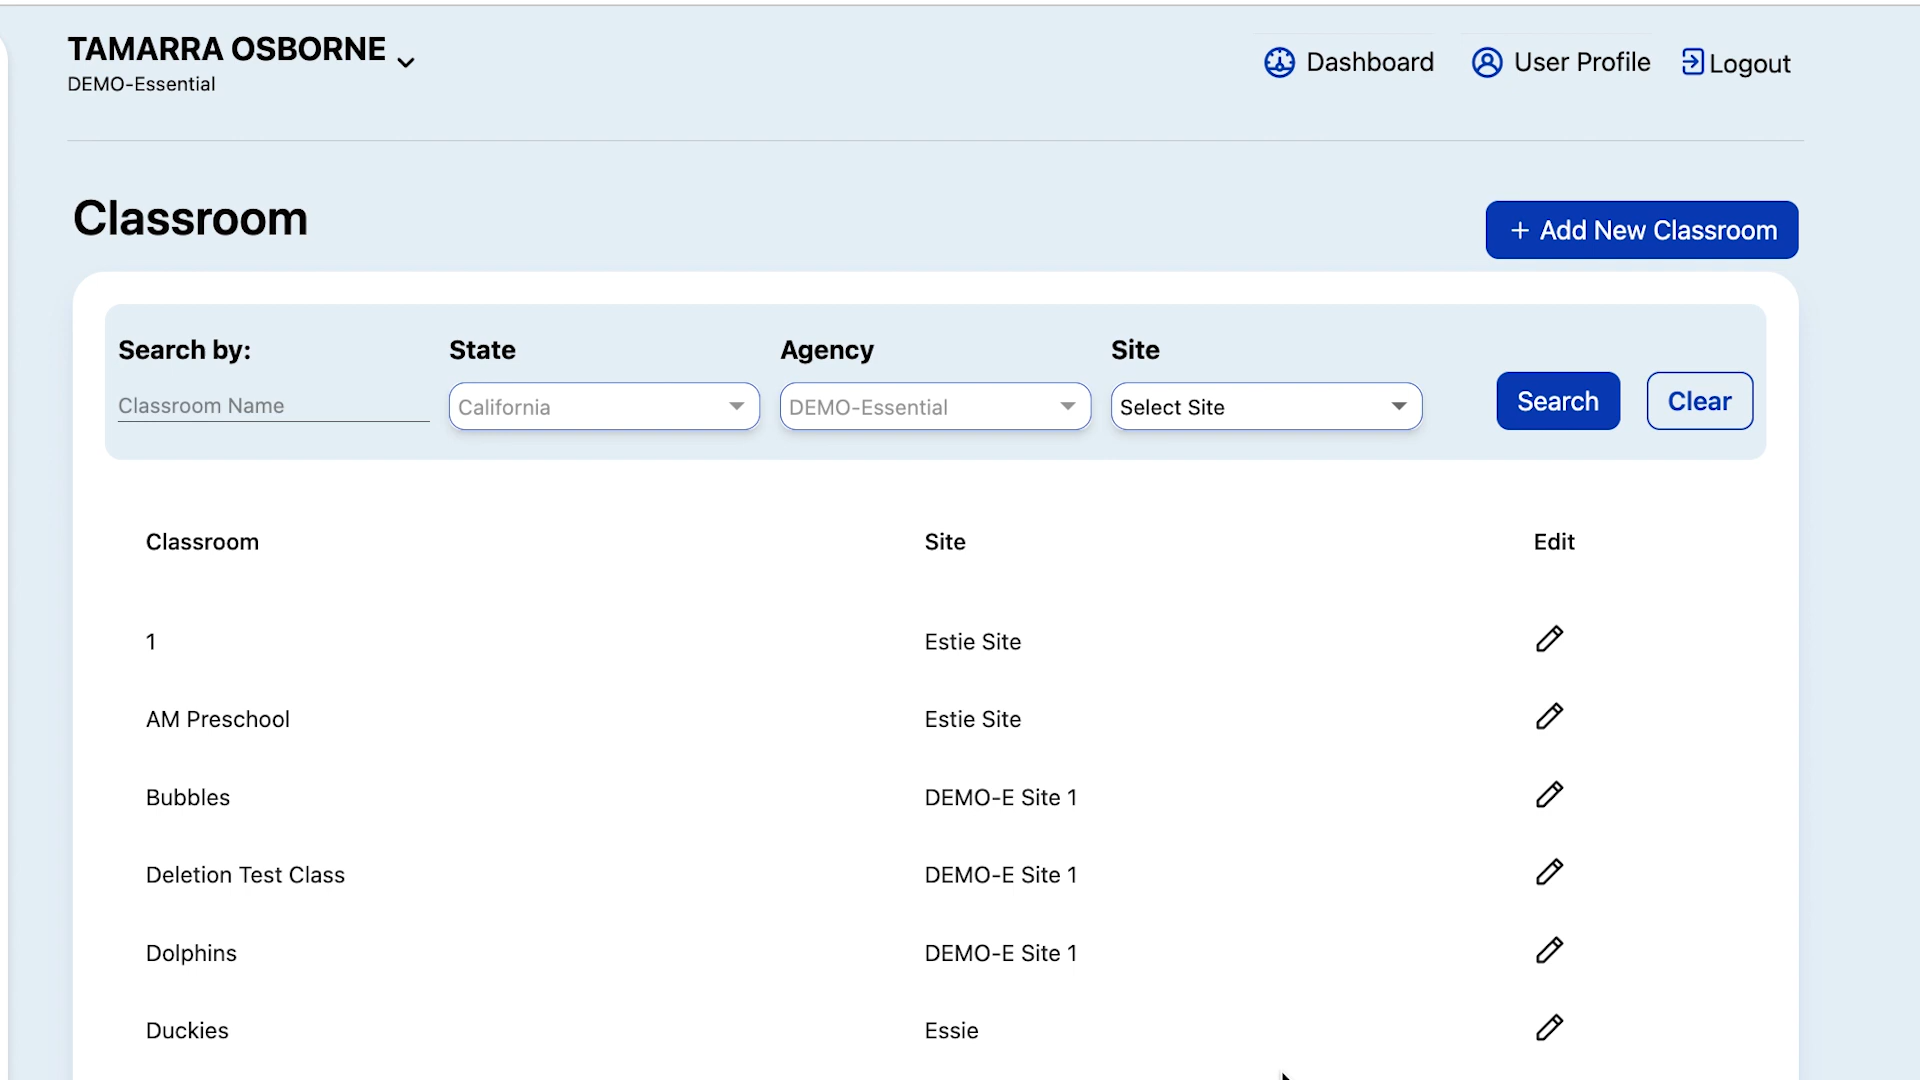 TAMARRA OSBORNE
DEMO-Essential
Dashboard
User Profile
Logout
Classroom
+ Add New Classroom
Search by:
State
Agency
Site
Classroom Name
California
DEMO-Essential
Select Site
Search
Clear
Classroom
Site
Edit
1
Estie Site
AM Preschool
Estie Site
Bubbles
DEMO-E Site 1
Deletion Test Class
DEMO-E Site 1
Dolphins
DEMO-E Site 1
Duckies
Essie